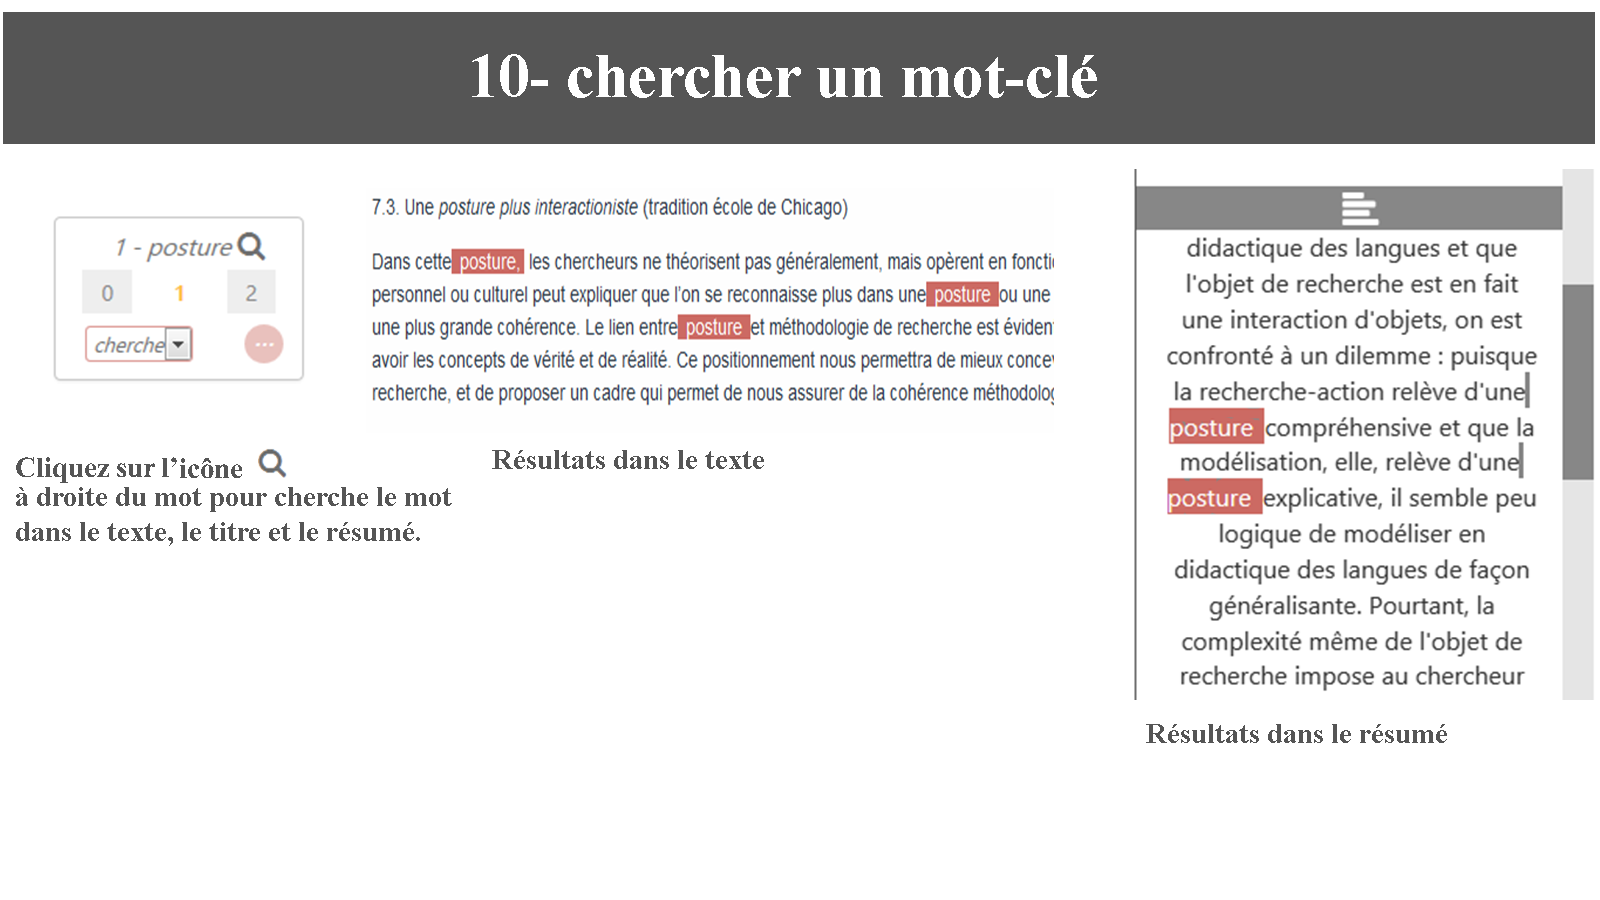 10- chercher un mot-clé
1 - posture
0 1 2
cherche
Cliquez sur l’icône
à droite du mot pour cherche le mot
dans le texte, le titre et le résumé.
7.3. Une posture plus interactioniste (tradition école de Chicago)
Dans cette posture, les chercheurs ne théorisent pas généralement, mais opèrent en foncti
personnel ou culturel peut expliquer que l’on se reconnaisse plus dans une posture ou une
une plus grande cohérence. Le lien entre posture et méthodologie de recherche est éviden
avoir les concepts de vérité et de réalité. Ce positionnement nous permettra de mieux conce
recherche, et de proposer un cadre qui permet de nous assurer de la cohérence méthodolo
Résultats dans le texte
didactique des langues et que
l'objet de recherche est en fait
une interaction d'objets, on est
confronté à un dilemme : puisque
la recherche-action relève d'une
posture compréhensive et que la
modélisation, elle, relève d'une
posture explicative, il semble peu
logique de modéliser en
didactique des langues de façon
généralisante. Pourtant, la
complexité même de l'objet de
recherche impose au chercheur
Résultats dans le résumé